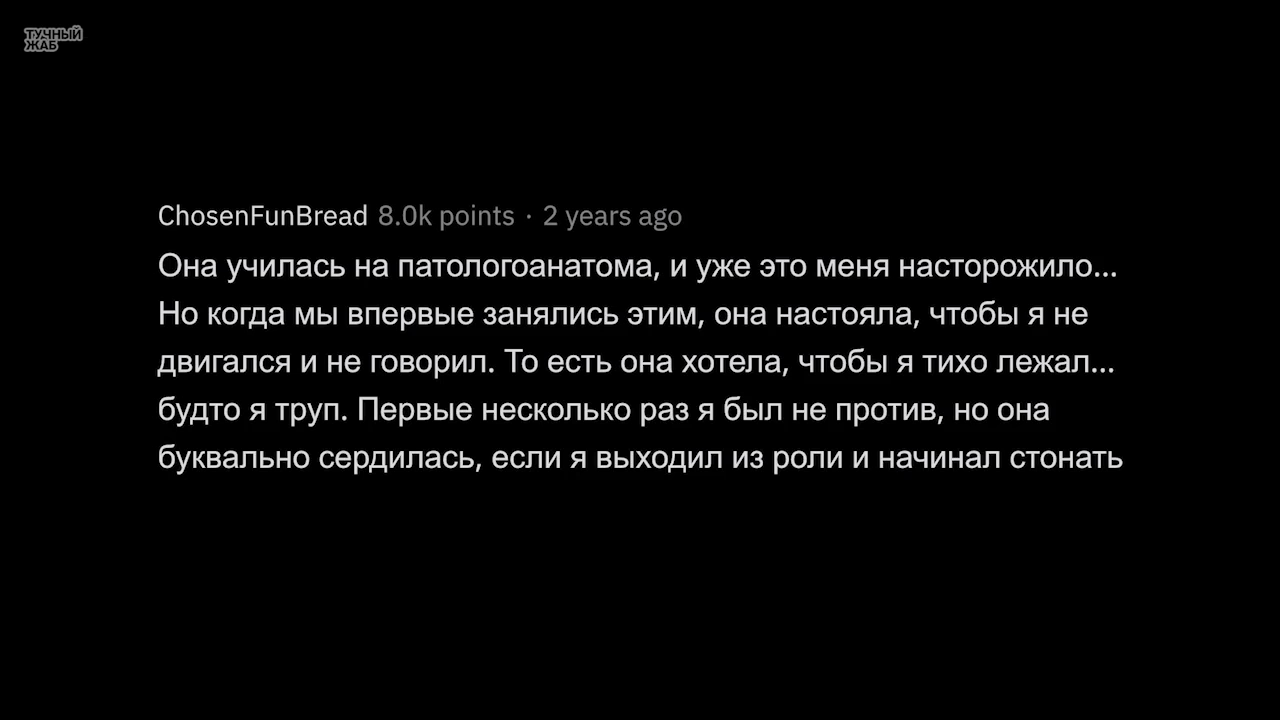 ТУЧНЫЙ
ЖАБ
ChosenFunBread 8.0k points · 2 years ago
Она училась на патологоанатома, и уже это меня насторожило...
Но когда мы впервые занялись этим, она настояла, чтобы я не
двигался и не говорил. То есть она хотела, чтобы я тихо лежал...
будто я труп. Первые несколько раз я был не против, но она
буквально сердилась, если я выходил из роли и начинал стонать